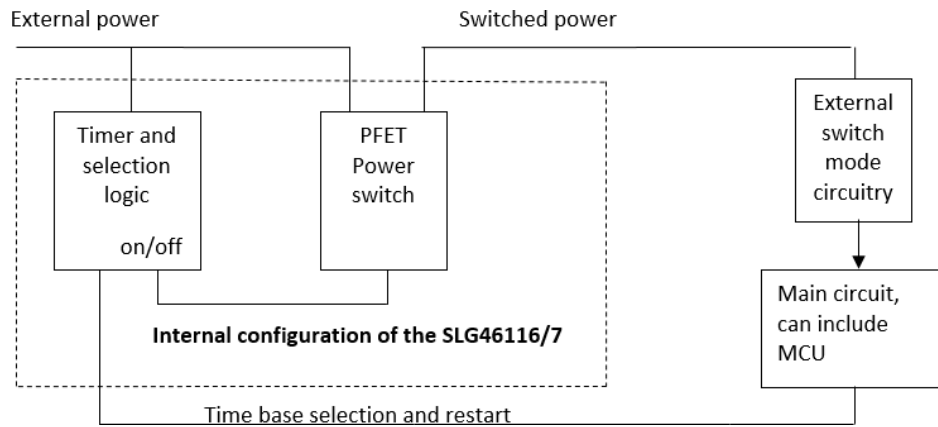 External power
Switched power
Timer and
selection
logic
on/off
PFET
Power
switch
External
switch
mode
circuitry
Internal configuration of the SLG46116/7
Main circuit,
can include
MCU
Time base selection and restart